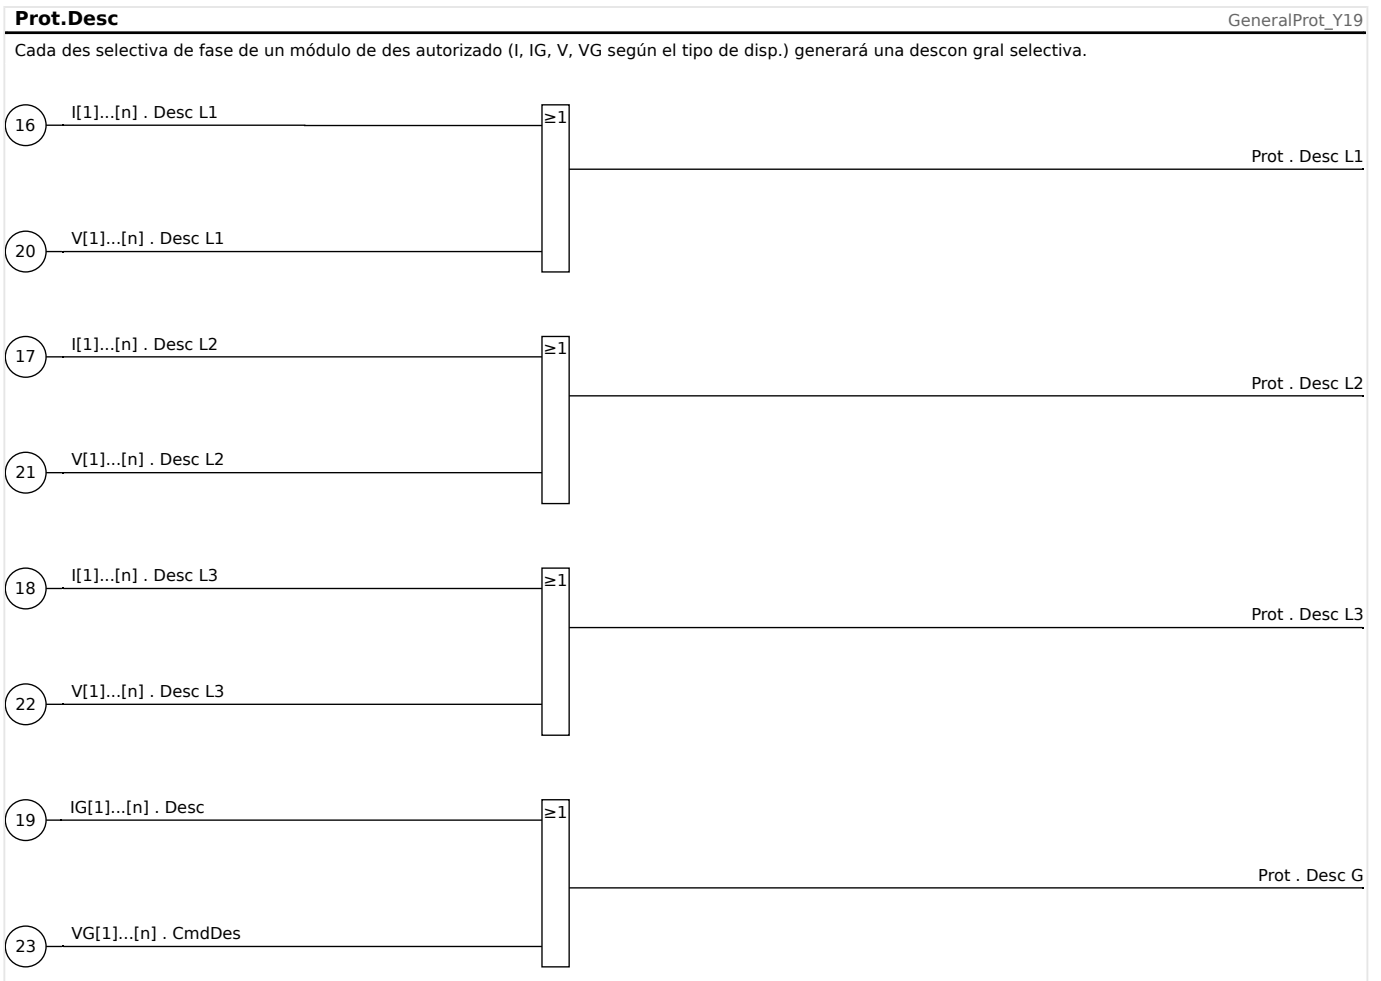 Prot.Desc
GeneralProt_Y19
Cada des selectiva de fase de un módulo de des autorizado (I, IG, V, VG según el tipo de disp.) generará una descon gral selectiva.
16
I[1]...[n] . Desc L1
≥1
Prot . Desc L1
20
V[1]...[n] . Desc L1
17
I[1]...[n] . Desc L2
≥1
Prot . Desc L2
21
V[1]...[n] . Desc L2
18
I[1]...[n] . Desc L3
≥1
Prot . Desc L3
22
V[1]...[n] . Desc L3
19
IG[1]...[n] . Desc
≥1
Prot . Desc G
23
VG[1]...[n] . CmdDes